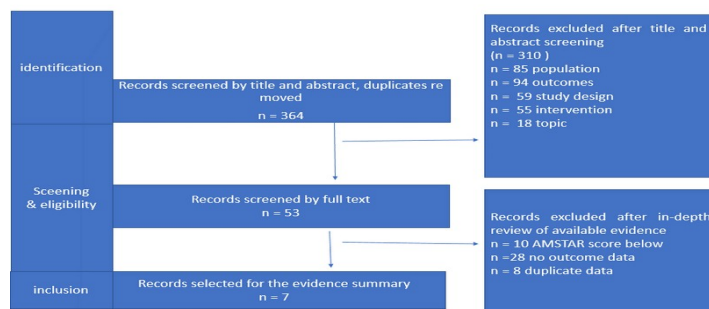 identification
Records screened by title and abstract, duplicates re
moved
n = 364
Records excluded after title and
abstract screening
(n = 310 )
n = 85 population
n = 94 outcomes
n = 59 study design
n = 55 intervention
n = 18 topic
Sceening
& eligibility
Records screened by full text
n = 53
Records excluded after in-depth
review of available evidence
n = 10 AMSTAR score below
n =28 no outcome data
n = 8 duplicate data
inclusion
Records selected for the evidence summary
n = 7